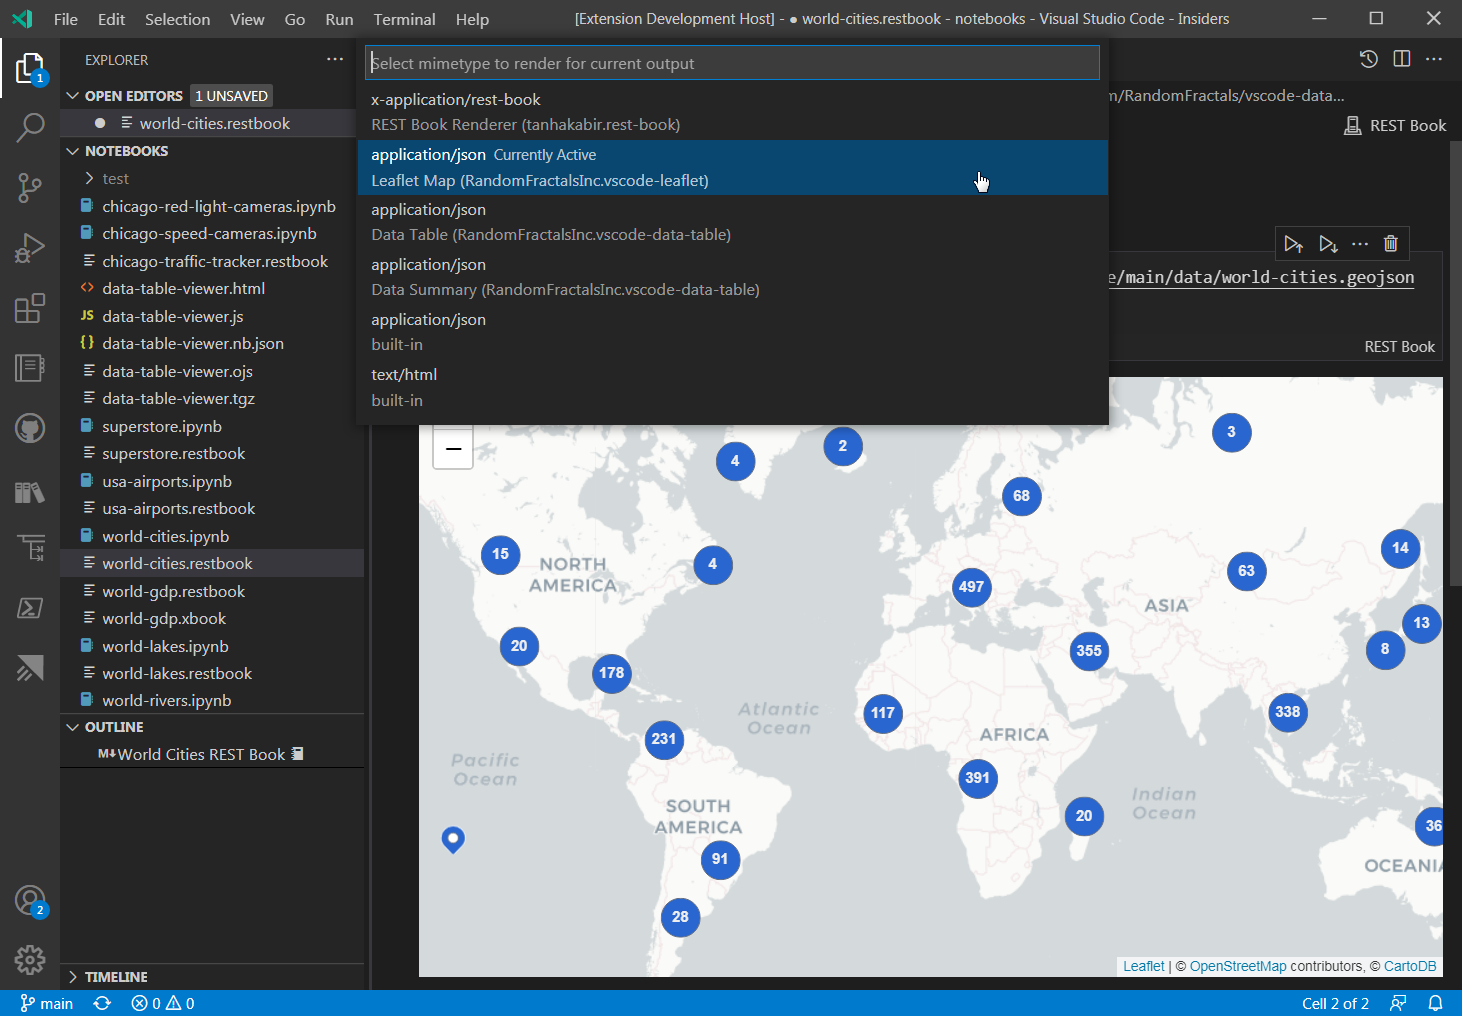 File Edit Selection View Go Run Terminal Help
[Extension Development Host] - ● world-cities.restbook - notebooks - Visual Studio Code - Insiders
EXPLORER
OPEN EDITORS 1 UNSAVED
world-cities.restbook
NOTEBOOKS
test
chicago-red-light-cameras.ipynb
chicago-speed-cameras.ipynb
chicago-traffic-tracker.restbook
data-table-viewer.html
JS data-table-viewer.js
{} data-table-viewer.nb.json
data-table-viewer.ojs
data-table-viewer.tgz
superstore.ipynb
superstore.restbook
usa-airports.ipynb
usa-airports.restbook
world-cities.ipynb
world-cities.restbook
world-gdp.restbook
world-gdp.xbook
world-lakes.ipynb
world-lakes.restbook
world-rivers.ipynb
OUTLINE
M↓World Cities REST Book
TIMELINE
1
2
Select mimetype to render for current output
x-application/rest-book
REST Book Renderer (tanhakabir.rest-book)
application/json Currently Active
Leaflet Map (RandomFractalsInc.vscode-leaflet)
application/json
Data Table (RandomFractalsInc.vscode-data-table)
application/json
Data Summary (RandomFractalsInc.vscode-data-table)
application/json
built-in
text/html
built-in
m/RandomFractals/vscode-data...
REST Book
e/main/data/world-cities.geojson
REST Book
−
3
2
4
68
14
15
NORTH
AMERICA
4
63
497
ASIA
13
20
355
8
178
Atlantic
Ocean
117
338
231
AFRICA
Pacific
Ocean
391
Indian
Ocean
SOUTH
AMERICA
20
36
91
OCEANIA
28
Leaflet | © OpenStreetMap contributors, © CartoDB
main 0 0
Cell 2 of 2